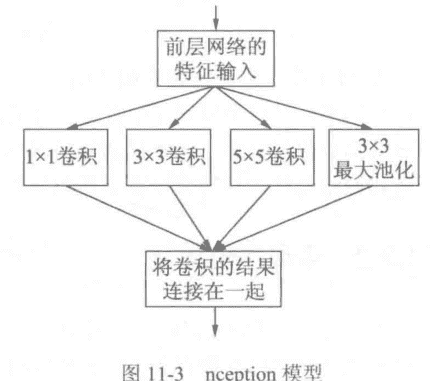 前层网络的
特征输入
1×1卷积
3×3卷积
5×5卷积
3×3
最大池化
将卷积的结果
连接在一起
图 11-3 nception 模型